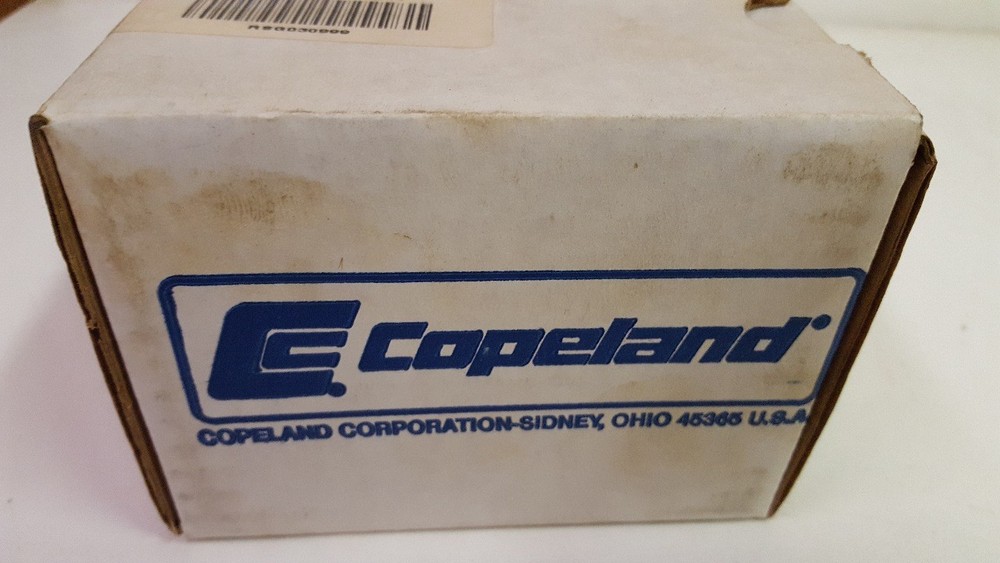 Copeland
COPELAND CORPORATION-SIDNEY, OHIO 45365 U.S.A